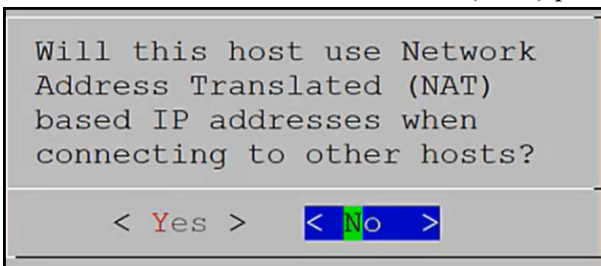 Will this host use Network
Address Translated (NAT)
based IP addresses when
connecting to other hosts?
< Yes > < No >